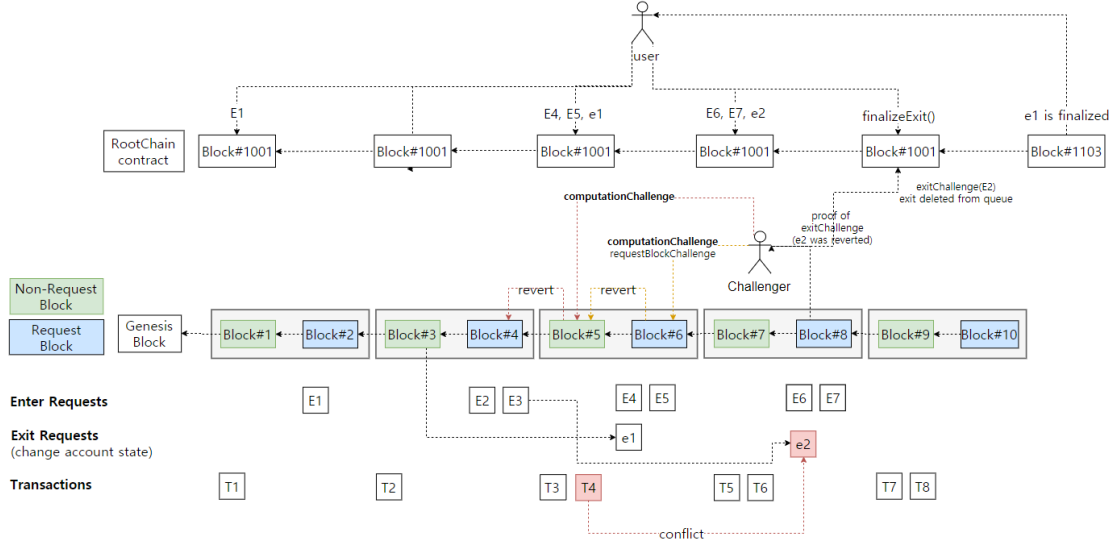 user
E1
E4, E5, e1
E6, E7, e2
finalizeExit()
e1 is finalized
RootChain
contract
Block#1001
Block#1001
Block#1001
Block#1001
Block#1001
Block#1103
exitChallenge(E2)
exit deleted from queue
computationChallenge
proof of
exitChallenge
(e2 was reverted)
computationChallenge
requestBlockChallenge
Challenger
Non-Request
Block
Request
Block
revert
revert
Genesis
Block
Block#1
Block#2
Block#3
Block#4
Block#5
Block#6
Block#7
Block#8
Block#9
Block#10
Enter Requests
E1
E2
E3
E4
E5
E6
E7
Exit Requests
(change account state)
e1
e2
Transactions
T1
T2
T3
T4
T5
T6
T7
T8
conflict